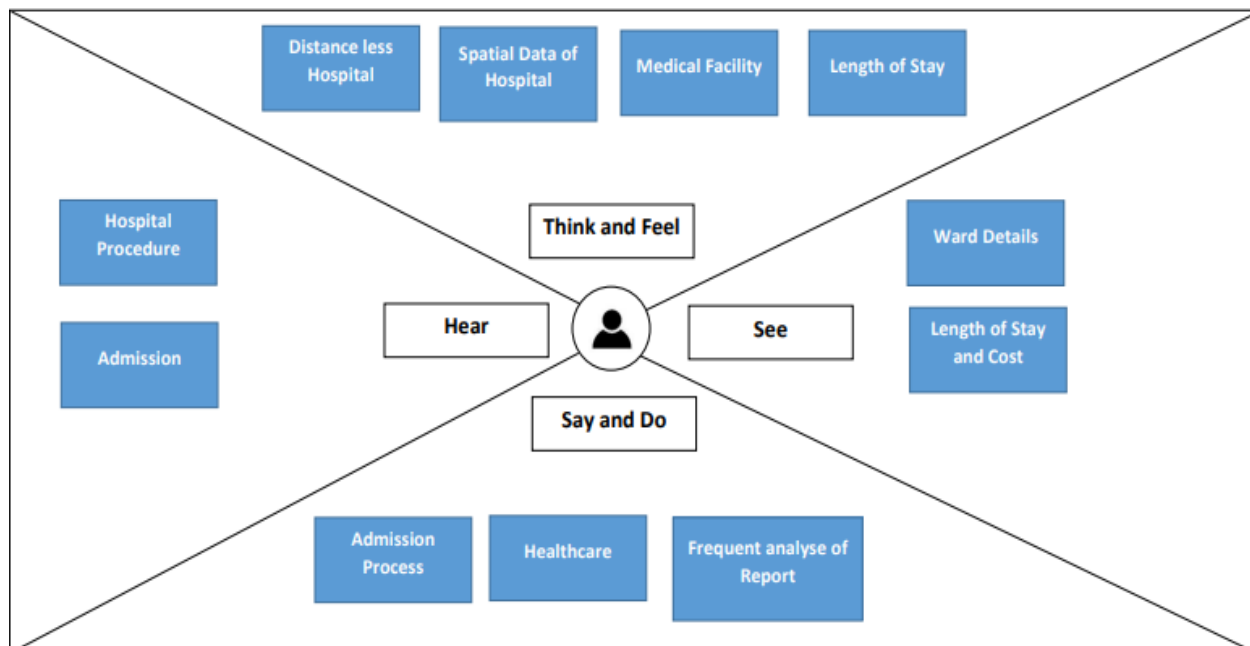 Distance less
Hospital
Spatial Data of
Hospital
Medical Facility
Length of Stay
Hospital
Procedure
Think and Feel
Ward Details
Admission
Hear
See
Length of Stay
and Cost
Say and Do
Admission
Process
Healthcare
Frequent analyse of
Report